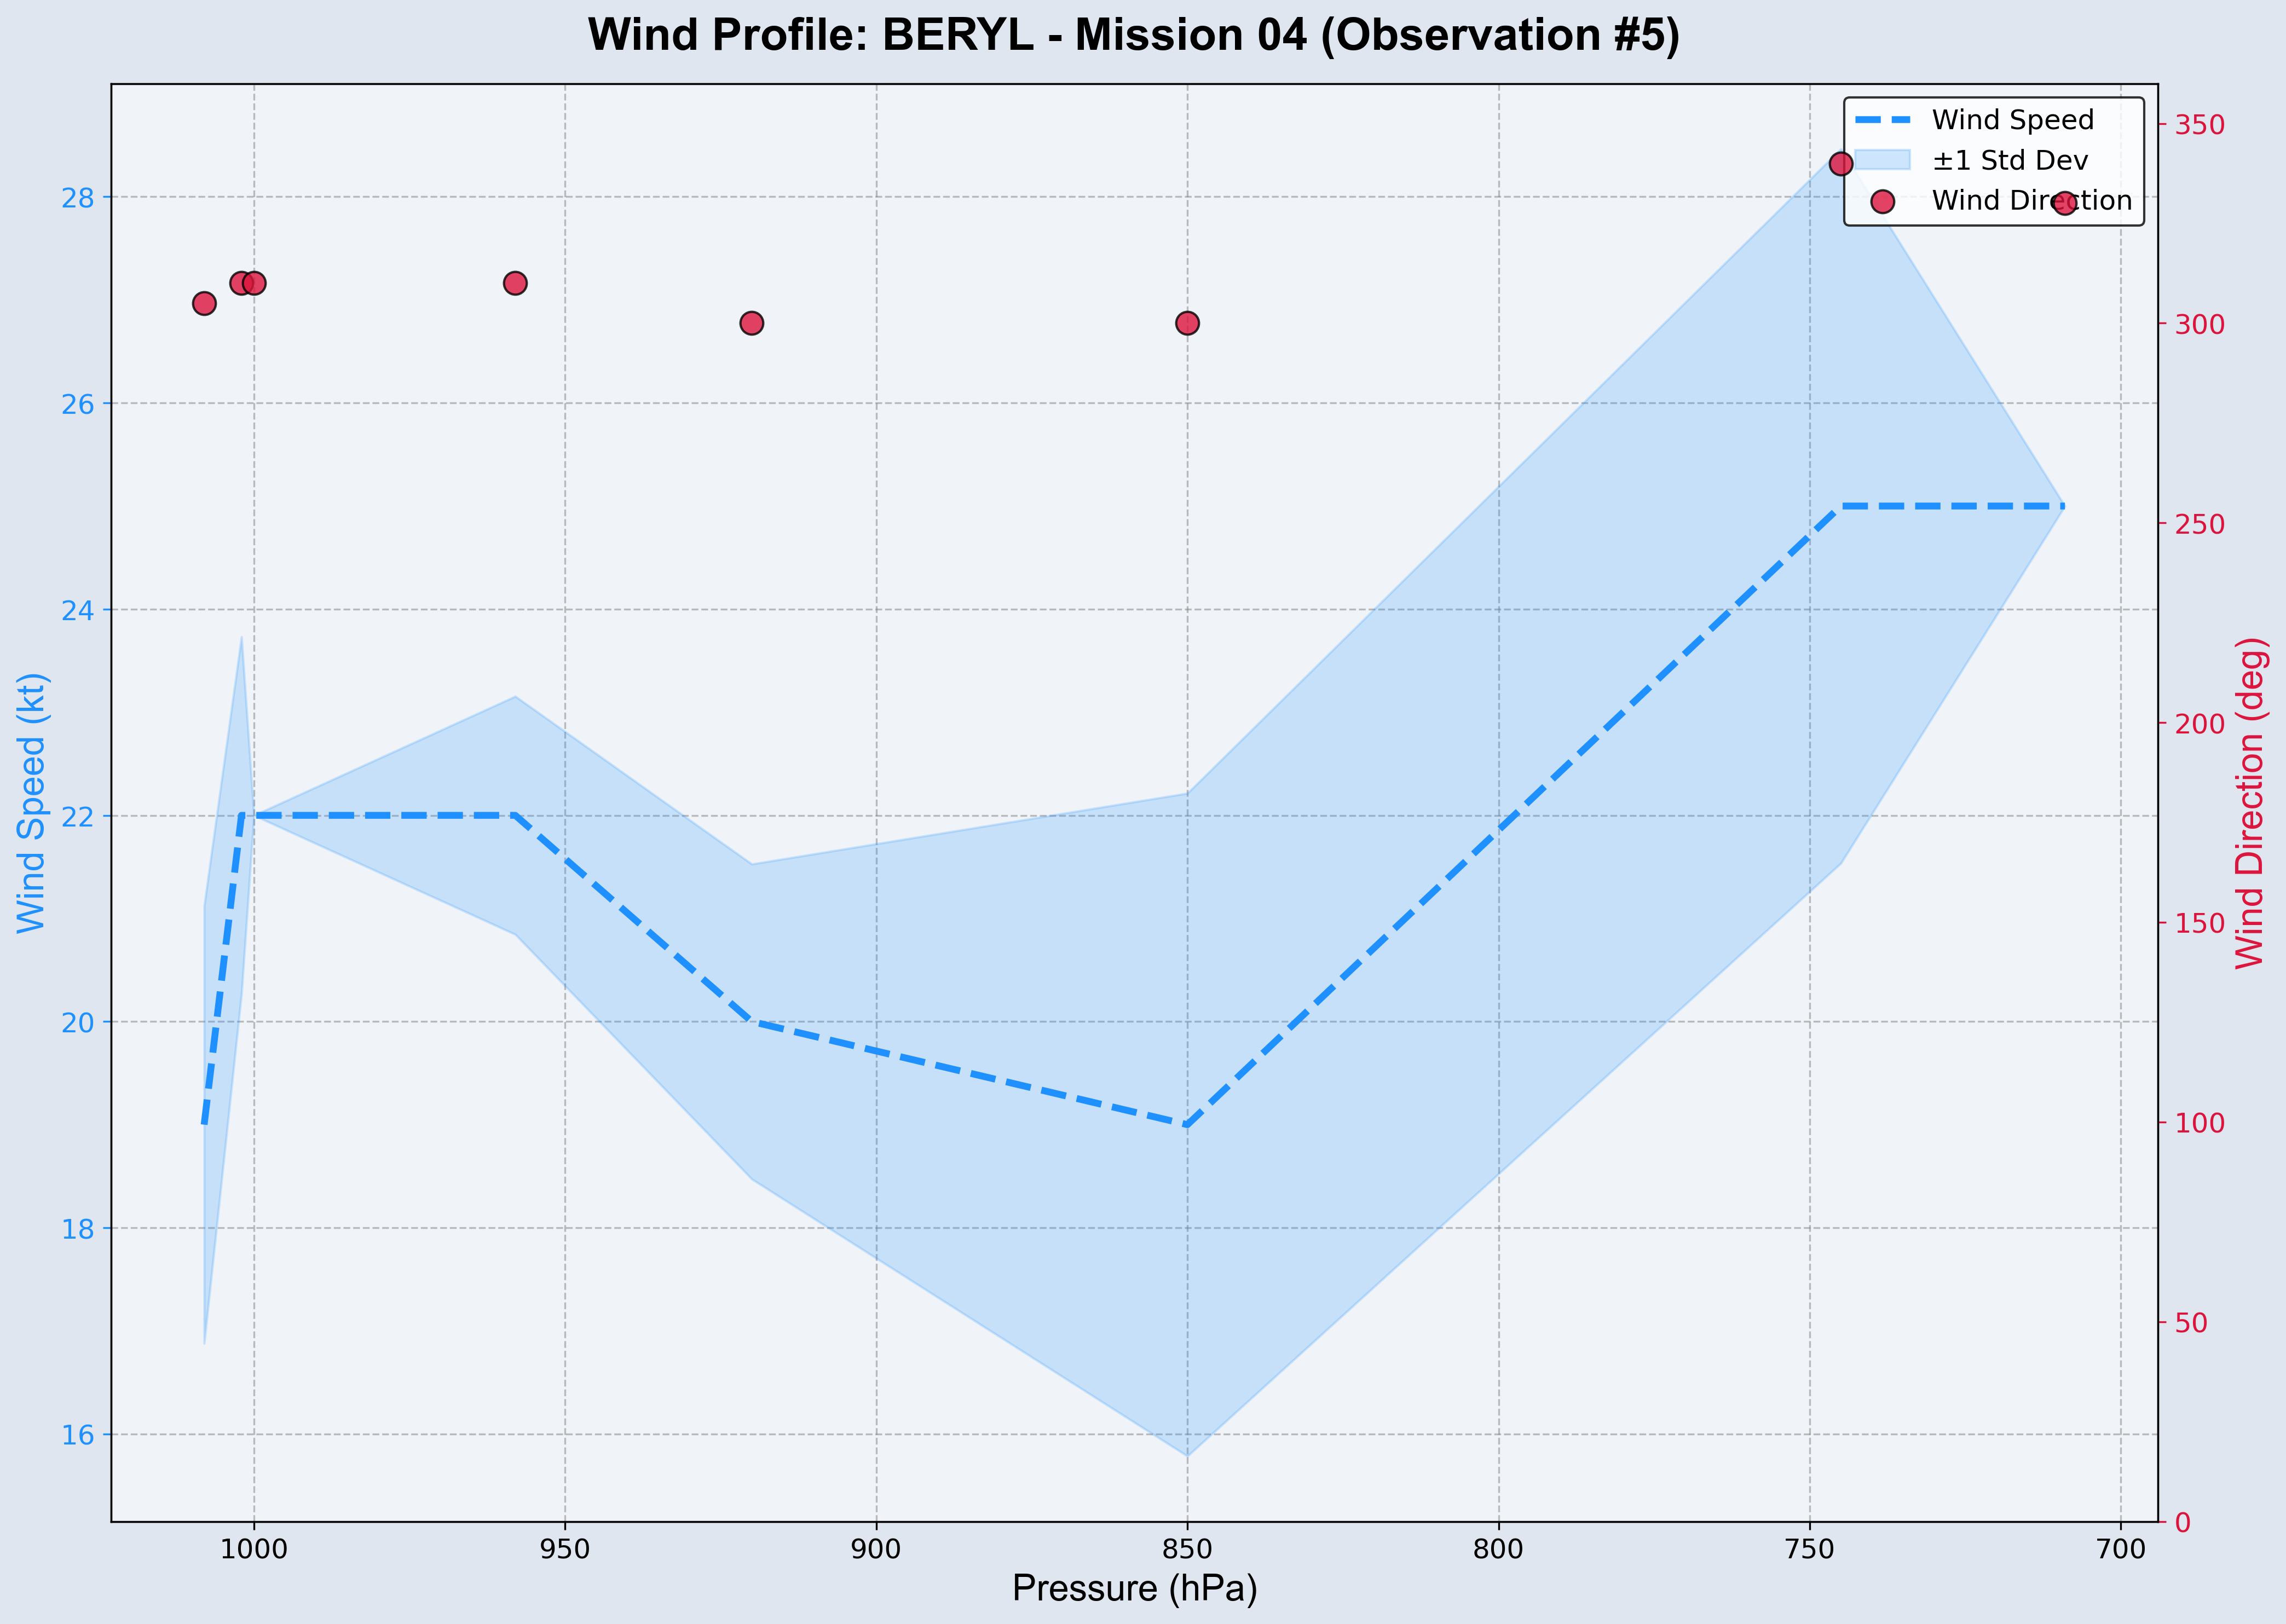 Wind Profile: BERYL - Mission 04 (Observation #5)
Wind Speed
±1 Std Dev
Wind Direction
Wind Speed (kt)
28
26
24
22
20
18
16
350
300
250
200
150
100
50
0
Wind Direction (deg)
1000 950 900 850 800 750 700
Pressure (hPa)